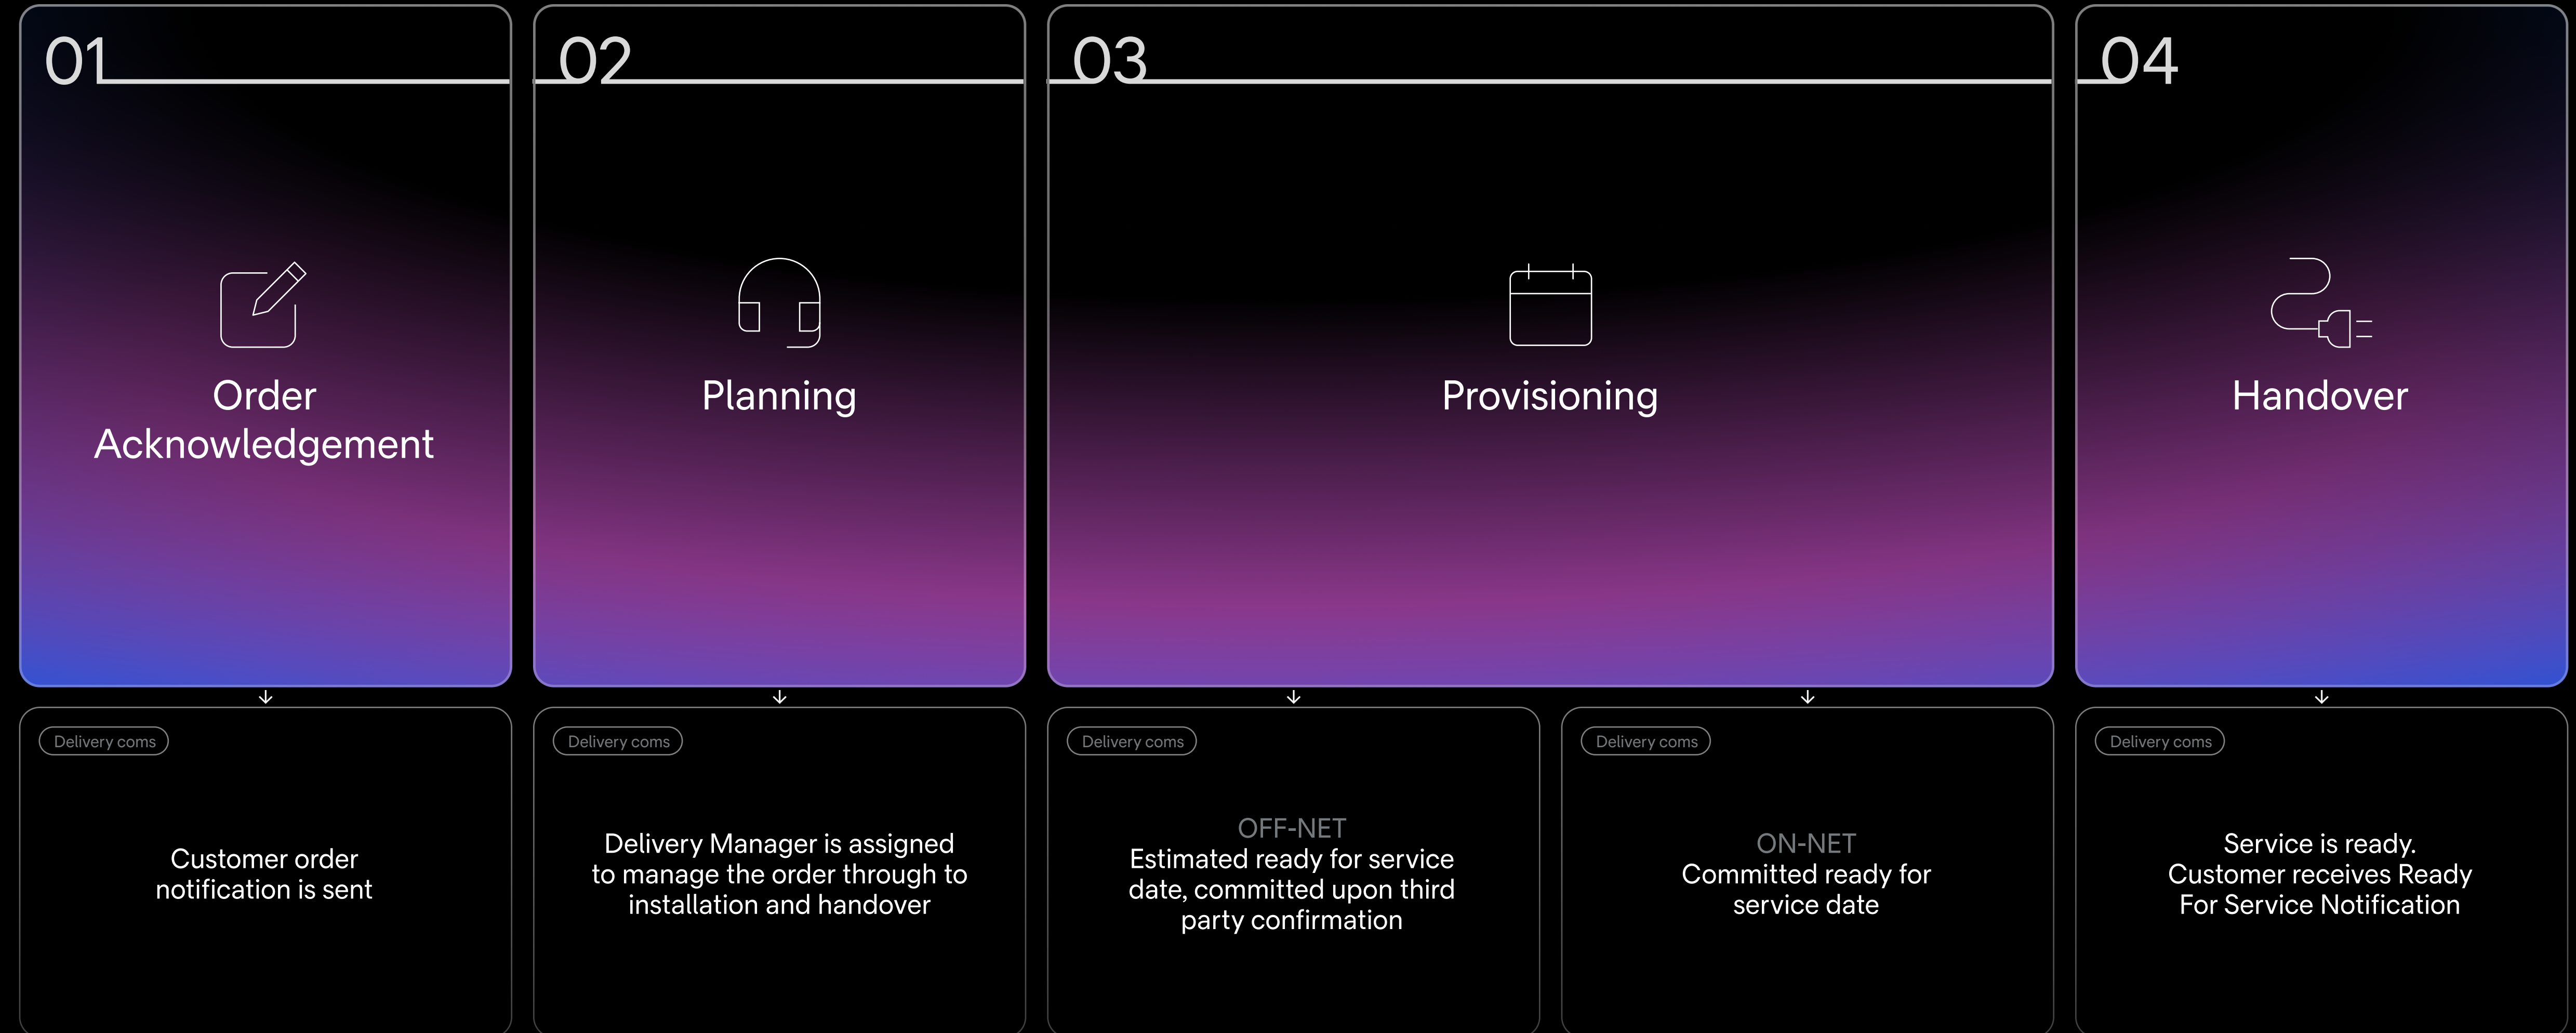 01
02
03
04
Order
Acknowledgement
Planning
Provisioning
Handover
Delivery coms
Customer order
notification is sent
Delivery coms
Delivery Manager is assigned
to manage the order through to
installation and handover
Delivery coms
OFF-NET
Estimated ready for service
date, committed upon third
party confirmation
Delivery coms
ON-NET
Committed ready for
service date
Delivery coms
Service is ready.
Customer receives Ready
For Service Notification